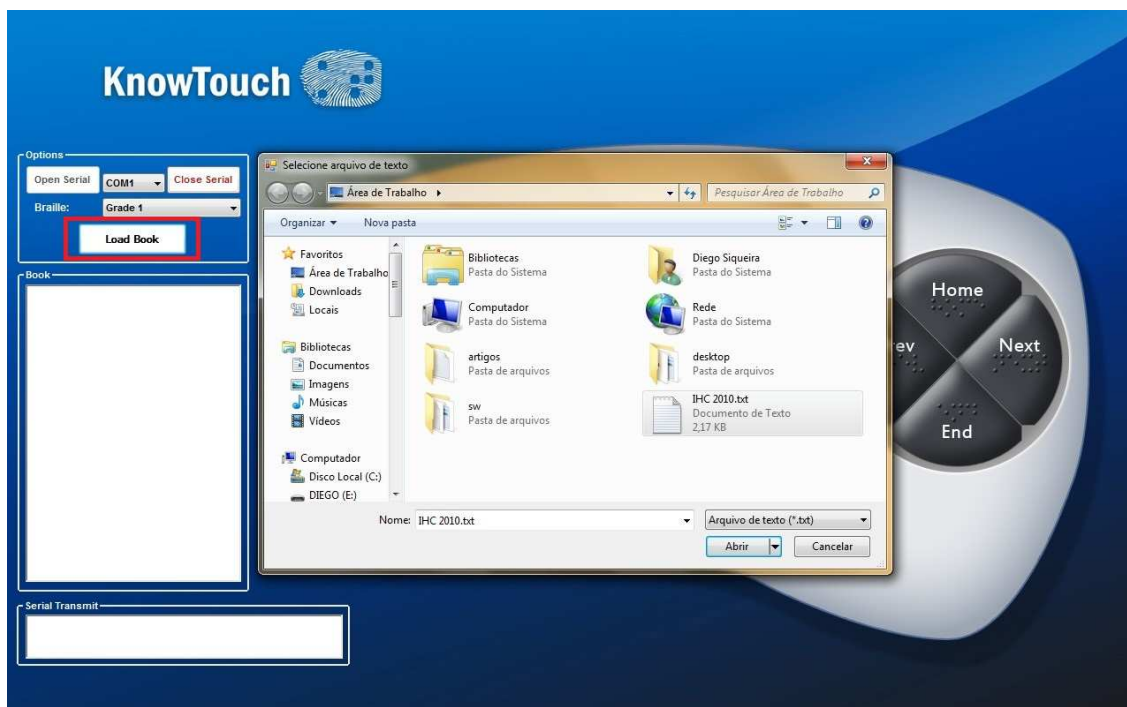 KnowTouch
Options
Open Serial COM1 Close Serial
Braille: Grade 1
Load Book
Book
Serial Transmit
Selecione arquivo de texto
Área de Trabalho
Pesquisar Área de Trabalho
Organizar Nova pasta
Favoritos
Área de Trabalho
Downloads
Locais
Bibliotecas
Documentos
Imagens
Músicas
Vídeos
Computador
Disco Local (C:)
DIEGO (E:)
Bibliotecas
Pasta do Sistema
Diego Siqueira
Pasta do Sistema
Computador
Pasta do Sistema
Rede
Pasta do Sistema
artigos
Pasta de arquivos
desktop
Pasta de arquivos
sw
Pasta de arquivos
IHC 2010.txt
Documento de Texto
2,17 KB
Nome: IHC 2010.txt
Arquivo de texto (*.txt)
Abrir Cancelar
Home
ev
Next
End